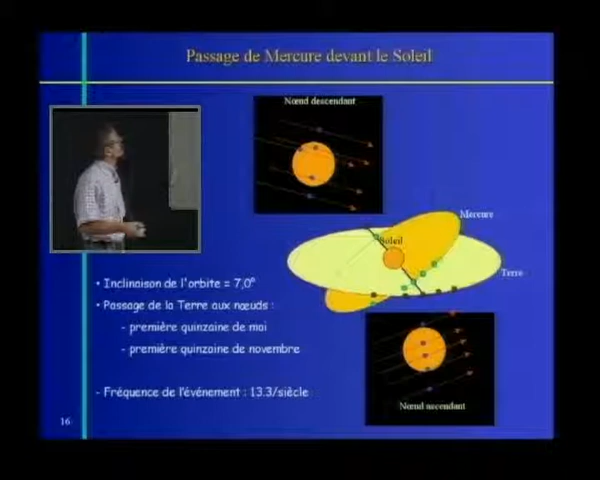 Passage de Mercure devant le Soleil
Nœud descendant
Mercure
Soleil
Terre
• Inclinaison de l'orbite = 7,0°
• Passage de la Terre aux nœuds :
- première quinzaine de mai
- première quinzaine de novembre
- Fréquence de l'événement : 13.3/siècle
Nœud ascendant
16